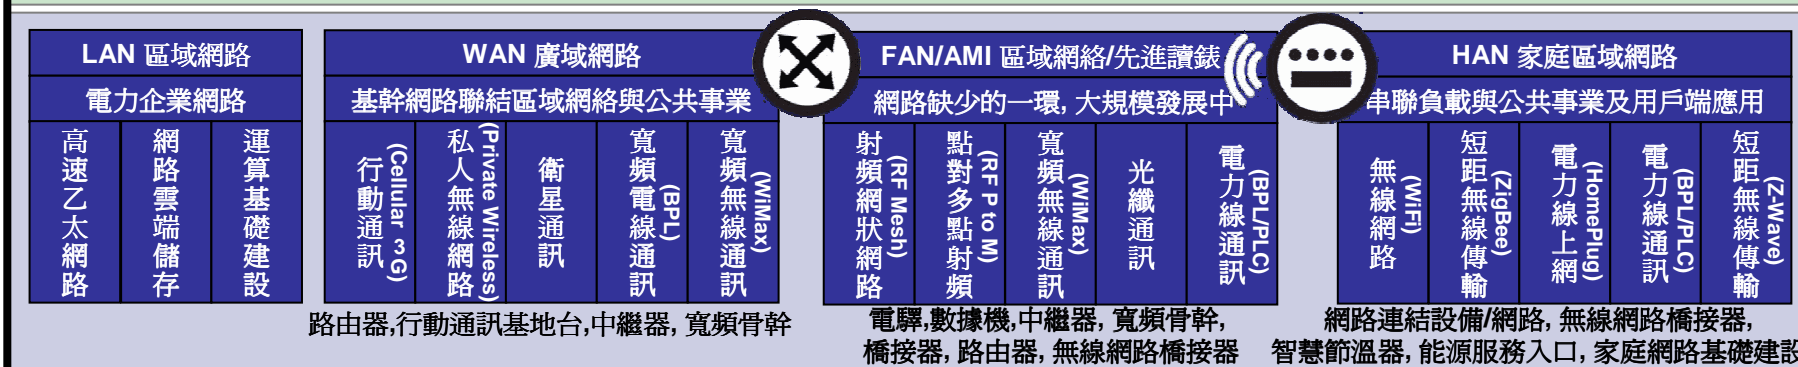 LAN 區域網路
電力企業網路
高速乙太網路
網路雲端儲存
運算基礎建設
WAN 廣域網路
基幹網路聯結區域網絡與公共事業
行動通訊
(Cellular 3G)
私人無線網路
(Private Wireless)
衛星通訊
寬頻電線通訊
(BPL)
寬頻無線通訊
(WiMax)
路由器,行動通訊基地台,中繼器, 寬頻骨幹
FAN/AMI 區域網絡/先進讀錶
網路缺少的一環, 大規模發展中
射頻網狀網路
(RF Mesh)
點對多點射頻
(RF P to M)
寬頻無線通訊
(WiMax)
光纖通訊
電力線通訊
(BPL/PLC)
電驛,數據機,中繼器, 寬頻骨幹,
橋接器, 路由器, 無線網路橋接器
HAN 家庭區域網路
串聯負載與公共事業及用戶端應用
無線網路
(WiFi)
短距無線傳輸
(ZigBee)
電力線上網
(HomePlug)
電力線通訊
(BPL/PLC)
短距無線傳輸
(Z-Wave)
網路連結設備/網路, 無線網路橋接器,
智慧節溫器, 能源服務入口, 家庭網路基礎建設